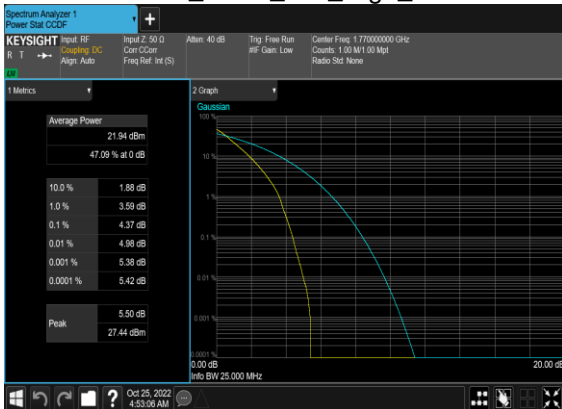 Spectrum Analyzer 1
Power Stat CCDF
+
KEYSIGHT
R T
LXI
Input: RF
Coupling: DC
Align: Auto
Input Z: 50 Ω
Corr CCorr
Freq Ref: Int (S)
Atten: 40 dB
Trig: Free Run
#IF Gain: Low
Center Freq: 1.770000000 GHz
Counts: 1.00 M/1.00 Mpt
Radio Std: None
1 Metrics
Average Power
21.94 dBm
47.09 % at 0 dB
10.0 % 1.88 dB
1.0 % 3.59 dB
0.1 % 4.37 dB
0.01 % 4.98 dB
0.001 % 5.38 dB
0.0001 % 5.42 dB
Peak 5.50 dB
27.44 dBm
2 Graph
Gaussian
100 %
10 %
1 %
0.1 %
0.01 %
0.001 %
0.0001 %
0.00 dB 20.00 dB
Info BW 25.000 MHz
?
Oct 25, 2022
4:53:06 AM